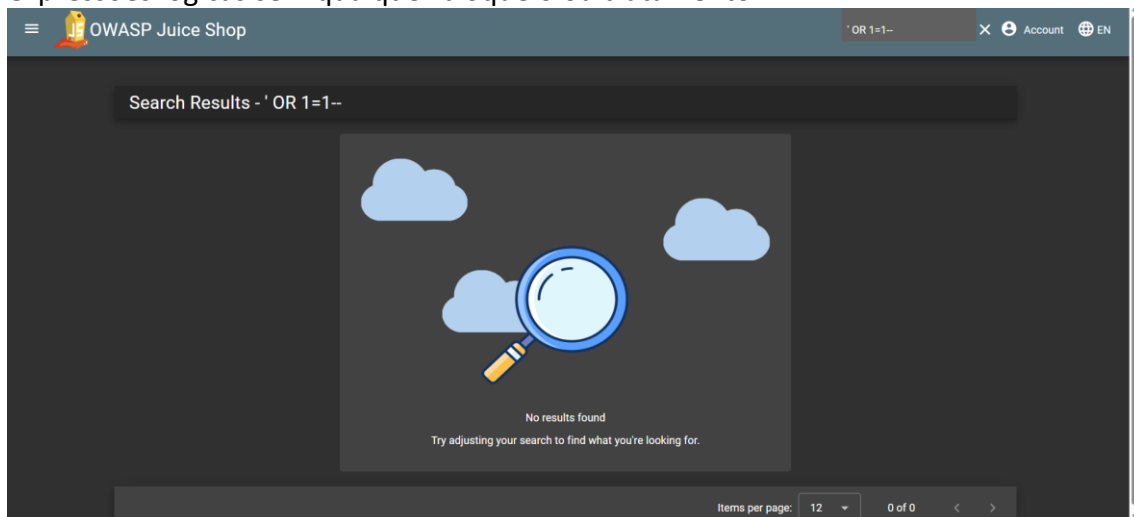 OWASP Juice Shop
' OR 1=1--
Account
EN
Search Results - ' OR 1=1--
No results found
Try adjusting your search to find what you're looking for.
Items per page: 12 0 of 0